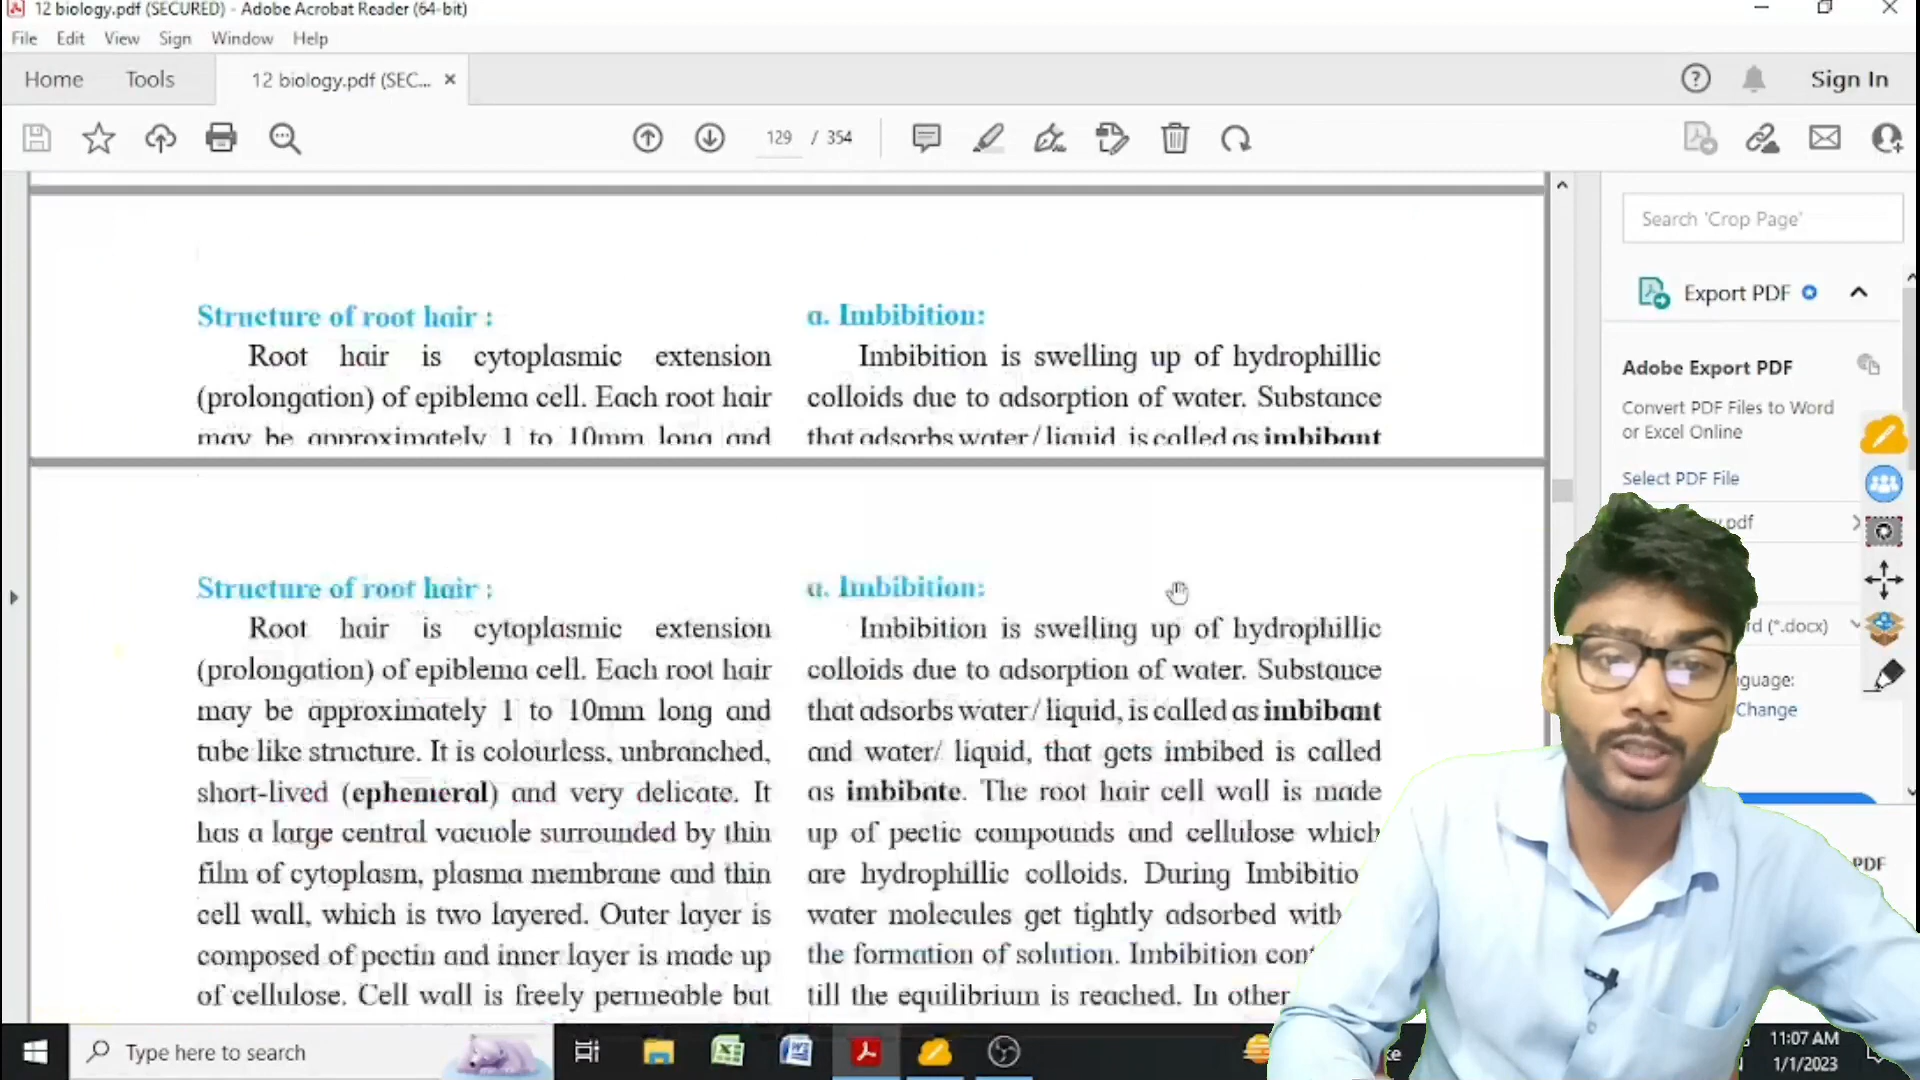 12 biology.pdf (SECURED) - Adobe Acrobat Reader (64-bit)
File Edit View Sign Window Help
Home Tools 12 biology.pdf (SEC... × Sign In
129 / 354
Search 'Crop Page'
Export PDF
Adobe Export PDF
Convert PDF Files to Word
or Excel Online
Select PDF File
.pdf
rd (*.docx)
guage:
Change
PDF
Structure of root hair :
Root hair is cytoplasmic extension
(prolongation) of epiblema cell. Each root hair
may be approximately 1 to 10mm long and
a. Imbibition:
Imbibition is swelling up of hydrophillic
colloids due to adsorption of water. Substance
that adsorbs water/ liquid, is called as imbibant
Structure of root hair :
Root hair is cytoplasmic extension
(prolongation) of epiblema cell. Each root hair
may be approximately 1 to 10mm long and
tube like structure. It is colourless, unbranched,
short-lived (ephemeral) and very delicate. It
has a large central vacuole surrounded by thin
film of cytoplasm, plasma membrane and thin
cell wall, which is two layered. Outer layer is
composed of pectin and inner layer is made up
of cellulose. Cell wall is freely permeable but
a. Imbibition:
Imbibition is swelling up of hydrophillic
colloids due to adsorption of water. Substance
that adsorbs water/ liquid, is called as imbibant
and water/ liquid, that gets imbibed is called
as imbibate. The root hair cell wall is made
up of pectic compounds and cellulose which
are hydrophillic colloids. During Imbibitio
water molecules get tightly adsorbed with
the formation of solution. Imbibition con
till the equilibrium is reached. In other
Type here to search
11:07 AM
1/1/2023